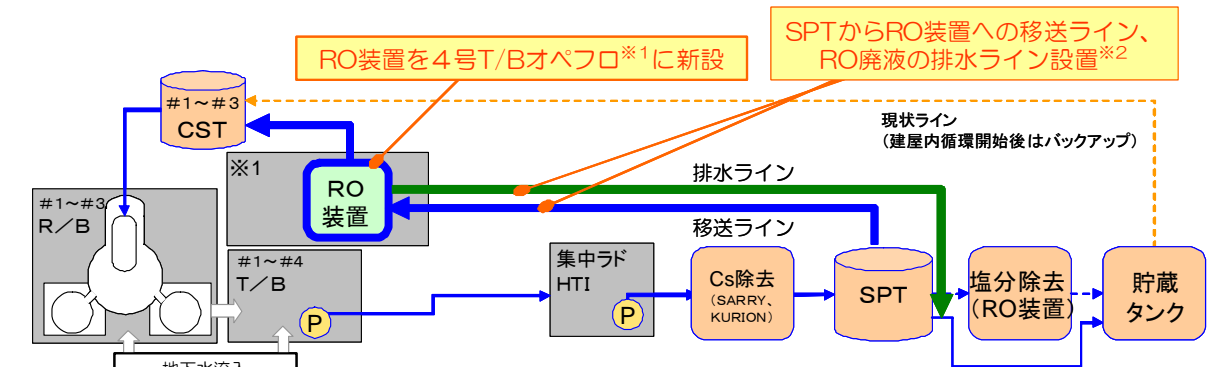 SPTからRO装置への移送ライン、
RO廃液の排水ライン設置※2
RO装置を4号T/Bオペフロ※1に新設
#1~#3
CST
現状ライン
(建屋内循環開始後はバックアップ)
※1
RO
装置
排水ライン
移送ライン
#1~#3
R/B
#1~#4
T/B
P
集中ラド
HTI
P
Cs除去
(SARRY、
KURION)
SPT
塩分除去
(RO装置)
貯蔵
タンク
地下水流入